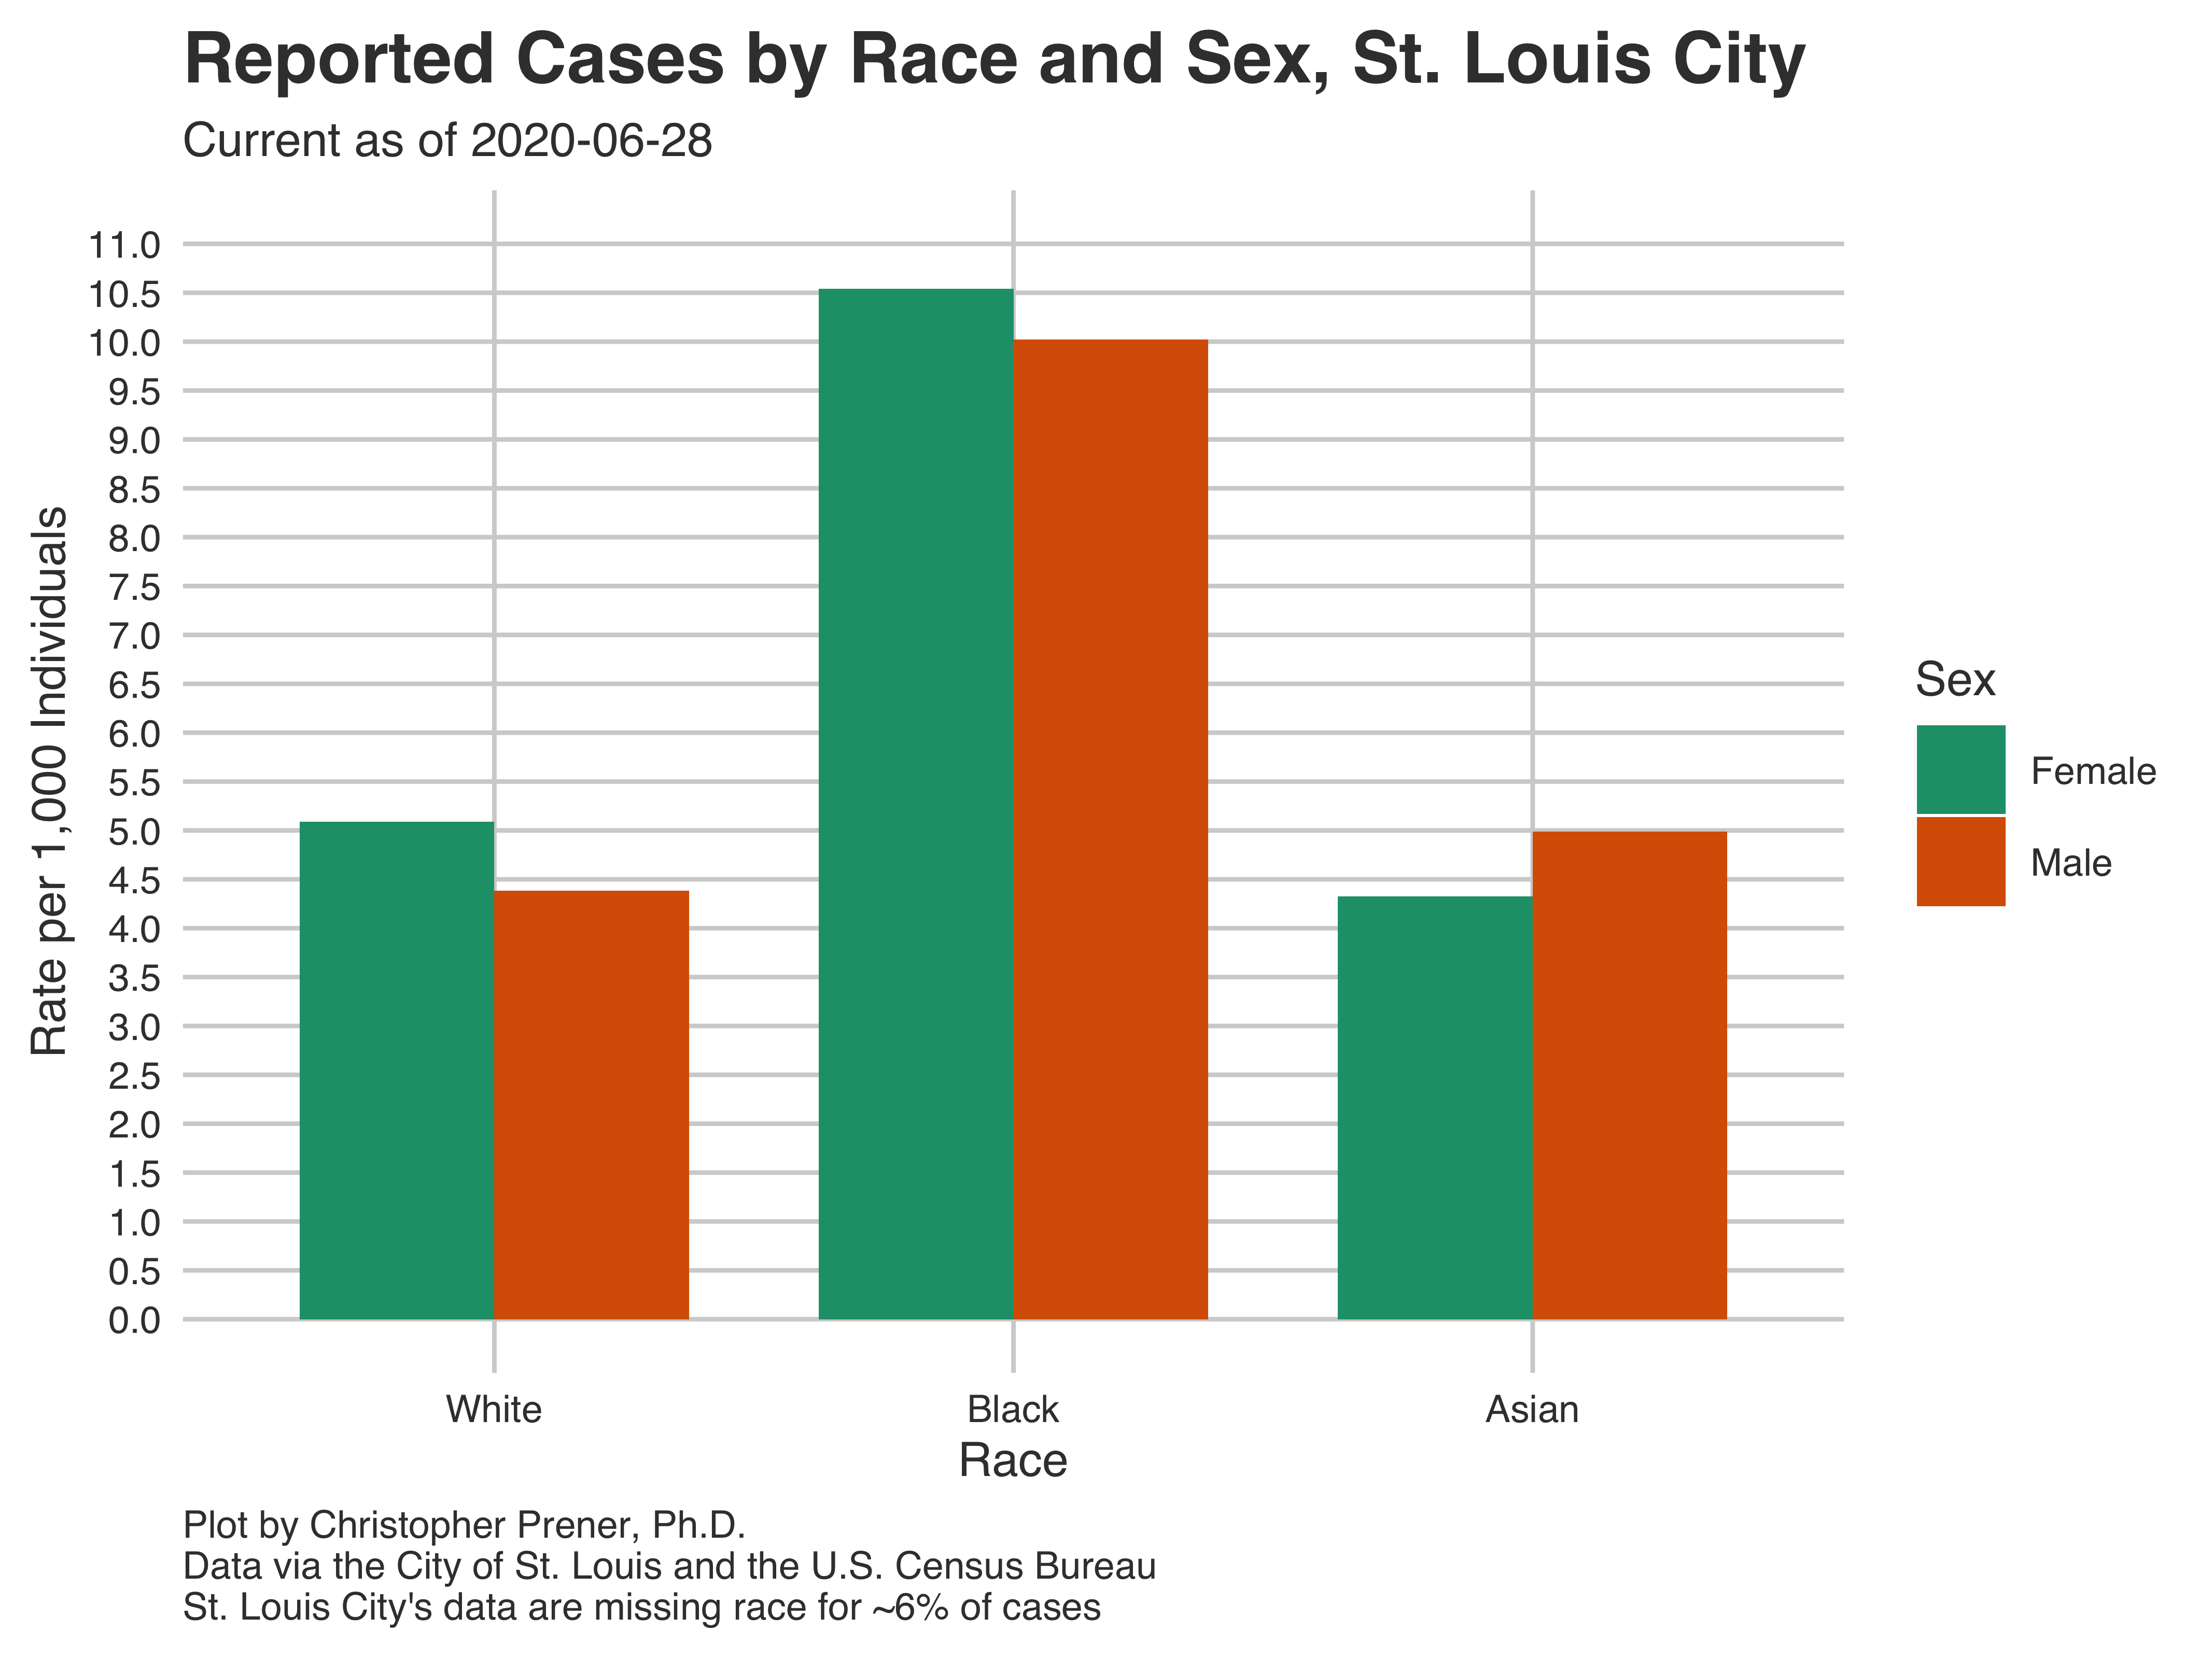 Reported Cases by Race and Sex, St. Louis City
Current as of 2020-06-28
Rate per 1,000 Individuals
11.0
10.5
10.0
9.5
9.0
8.5
8.0
7.5
7.0
6.5
6.0
5.5
5.0
4.5
4.0
3.5
3.0
2.5
2.0
1.5
1.0
0.5
0.0
White
Black
Asian
Race
Sex
Female
Male
Plot by Christopher Prener, Ph.D.
Data via the City of St. Louis and the U.S. Census Bureau
St. Louis City's data are missing race for ~6% of cases